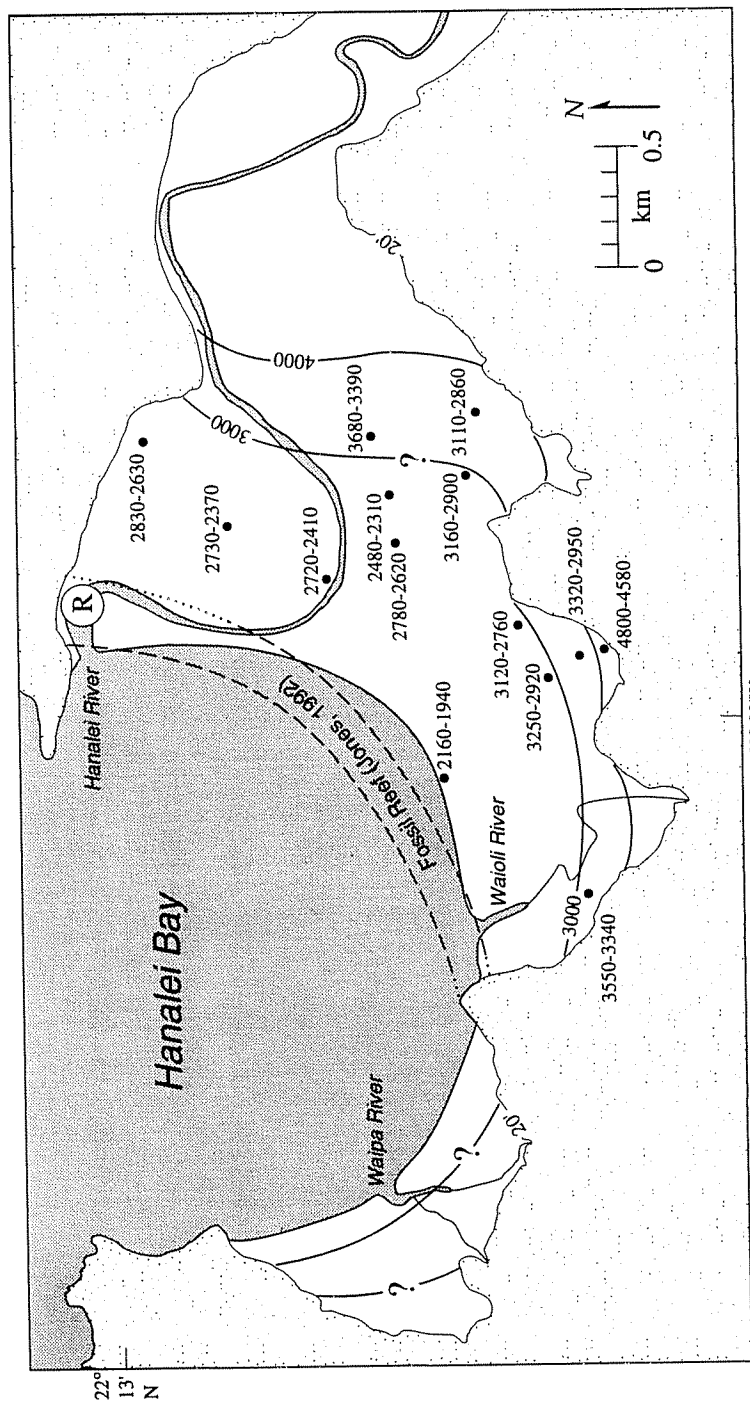 22°
13'
N
Hanalei Bay
Hanalei River
R
Waipa River
Waioli River
Fossil Reef (Jones, 1992)
2830-2630
2730-2370
2720-2410
2480-2310
2780-2620
3680-3390
3160-2900
3110-2860
2160-1940
3120-2760
3250-2920
3320-2950
4800-4580
3550-3340
3000
4000
3000
?
?
?
20'
20'
N
0
0.5
km